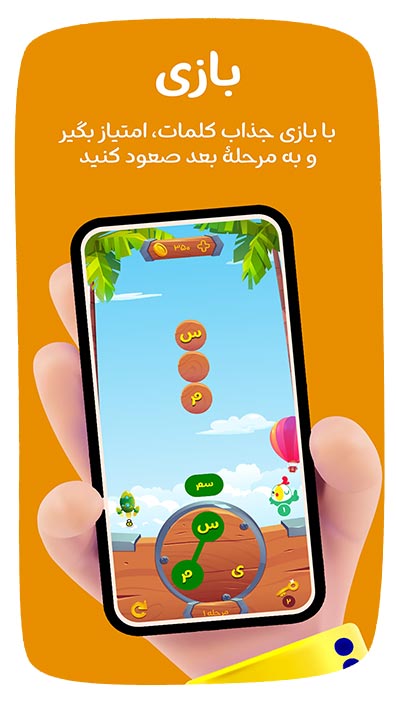 بازی
با بازی جذاب کلمات، امتیاز بگیر
و به مرحلهٔ بعد صعود کنید
۳۵۰
س
م
سم
۱
س
م
ی
۲
مرحله ۱